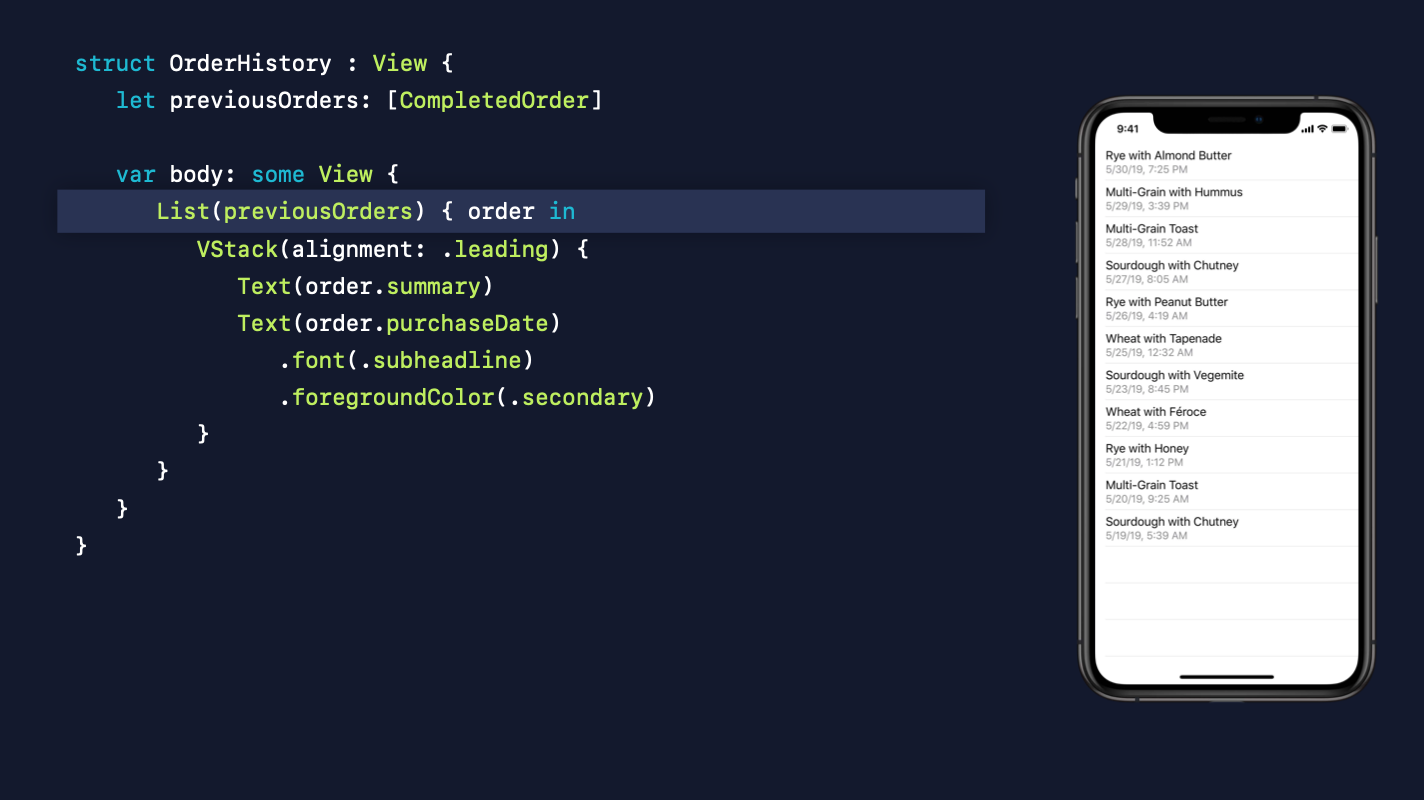 struct OrderHistory : View {
let previousOrders: [CompletedOrder]
var body: some View {
List(previousOrders) { order in
VStack(alignment: .leading) {
Text(order.summary)
Text(order.purchaseDate)
.font(.subheadline)
.foregroundColor(.secondary)
}
}
}
}
9:41
Rye with Almond Butter
5/30/19, 7:25 PM
Multi-Grain with Hummus
5/29/19, 3:39 PM
Multi-Grain Toast
5/28/19, 11:52 AM
Sourdough with Chutney
5/27/19, 8:05 AM
Rye with Peanut Butter
5/26/19, 4:19 AM
Wheat with Tapenade
5/25/19, 12:32 AM
Sourdough with Vegemite
5/23/19, 8:45 PM
Wheat with Féroce
5/22/19, 4:59 PM
Rye with Honey
5/21/19, 1:12 PM
Multi-Grain Toast
5/20/19, 9:25 AM
Sourdough with Chutney
5/19/19, 5:39 AM